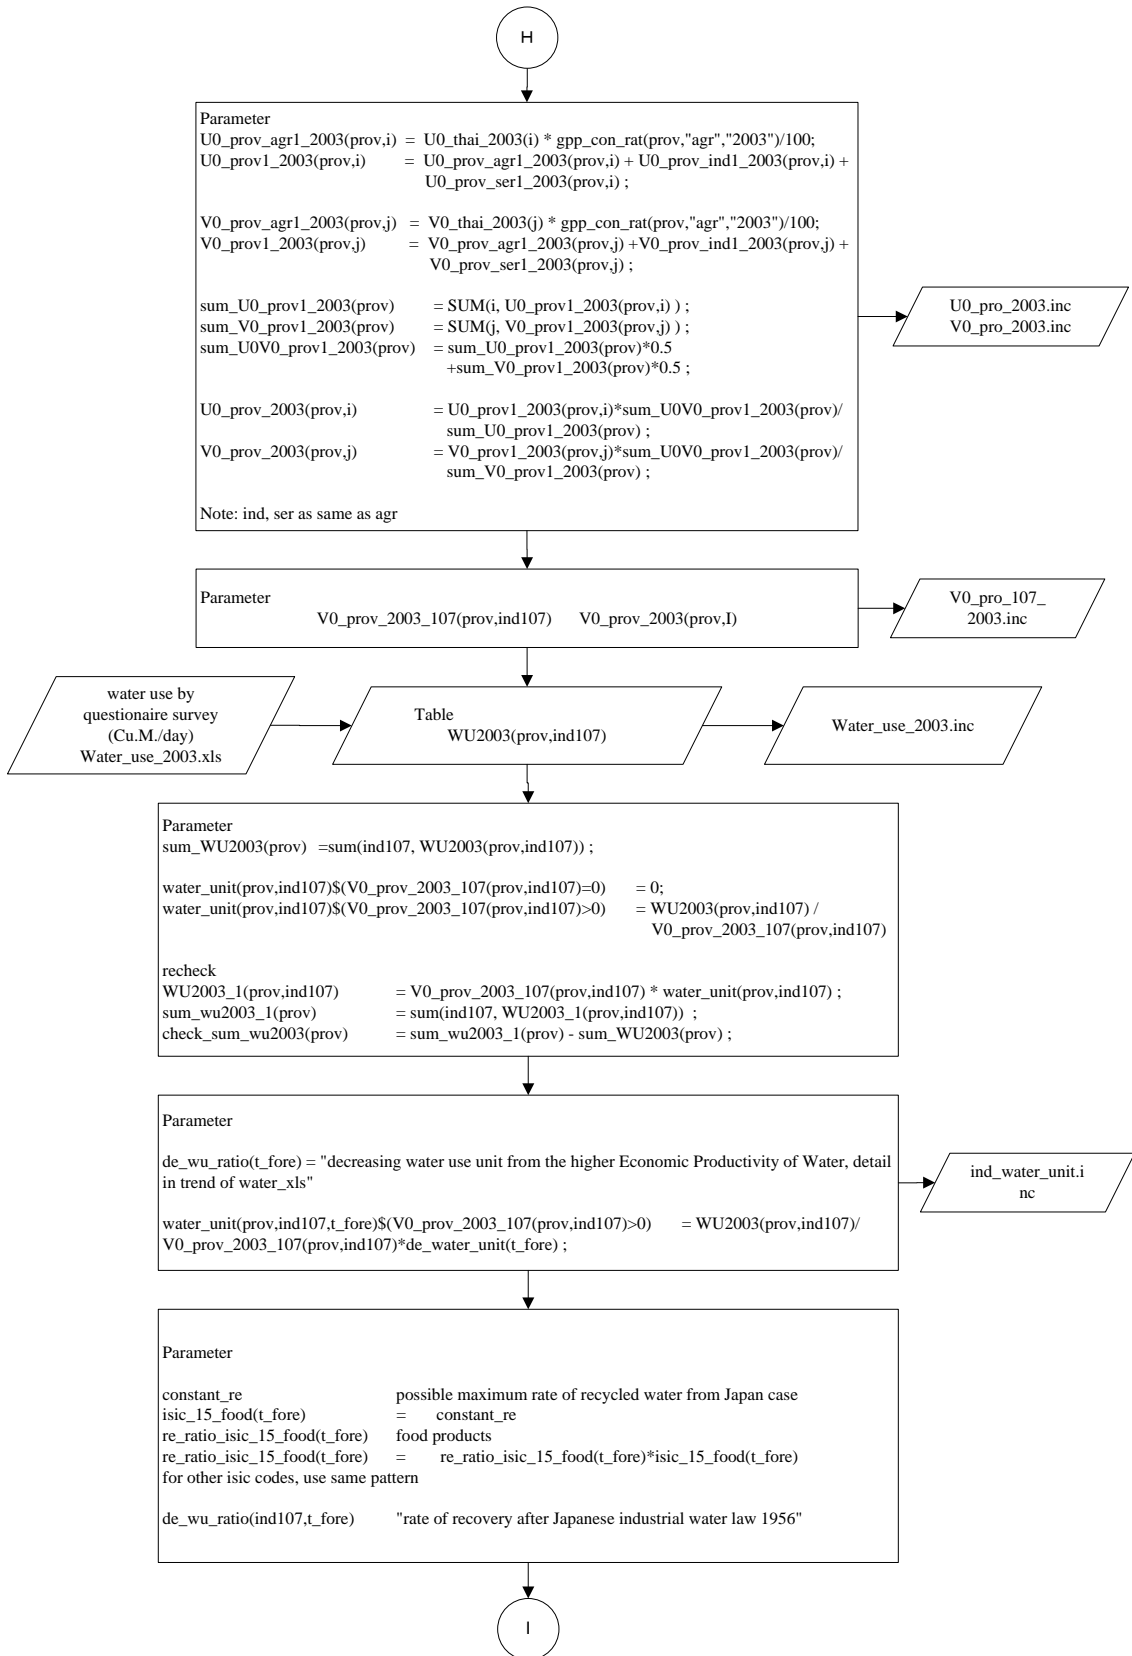 H
Parameter
U0_prov_agr1_2003(prov,i) = U0_thai_2003(i) * gpp_con_rat(prov,"agr","2003")/100;
U0_prov1_2003(prov,i) = U0_prov_agr1_2003(prov,i) + U0_prov_ind1_2003(prov,i) +
U0_prov_ser1_2003(prov,i) ;
V0_prov_agr1_2003(prov,j) = V0_thai_2003(j) * gpp_con_rat(prov,"agr","2003")/100;
V0_prov1_2003(prov,j) = V0_prov_agr1_2003(prov,j) +V0_prov_ind1_2003(prov,j) +
V0_prov_ser1_2003(prov,j) ;
sum_U0_prov1_2003(prov) = SUM(i, U0_prov1_2003(prov,i) ) ;
sum_V0_prov1_2003(prov) = SUM(j, V0_prov1_2003(prov,j) ) ;
sum_U0V0_prov1_2003(prov) = sum_U0_prov1_2003(prov)*0.5
+sum_V0_prov1_2003(prov)*0.5 ;
U0_prov_2003(prov,i) = U0_prov1_2003(prov,i)*sum_U0V0_prov1_2003(prov)/
sum_U0_prov1_2003(prov) ;
V0_prov_2003(prov,j) = V0_prov1_2003(prov,j)*sum_U0V0_prov1_2003(prov)/
sum_V0_prov1_2003(prov) ;
Note: ind, ser as same as agr
U0_pro_2003.inc
V0_pro_2003.inc
Parameter
V0_prov_2003_107(prov,ind107) V0_prov_2003(prov,I)
V0_pro_107_
2003.inc
water use by
questionaire survey
(Cu.M./day)
Water_use_2003.xls
Table
WU2003(prov,ind107)
Water_use_2003.inc
Parameter
sum_WU2003(prov) =sum(ind107, WU2003(prov,ind107)) ;
water_unit(prov,ind107)$(V0_prov_2003_107(prov,ind107)=0) = 0;
water_unit(prov,ind107)$(V0_prov_2003_107(prov,ind107)>0) = WU2003(prov,ind107) /
V0_prov_2003_107(prov,ind107)
recheck
WU2003_1(prov,ind107) = V0_prov_2003_107(prov,ind107) * water_unit(prov,ind107) ;
sum_wu2003_1(prov) = sum(ind107, WU2003_1(prov,ind107)) ;
check_sum_wu2003(prov) = sum_wu2003_1(prov) - sum_WU2003(prov) ;
Parameter
de_wu_ratio(t_fore) = "decreasing water use unit from the higher Economic Productivity of Water, detail
in trend of water_xls"
water_unit(prov,ind107,t_fore)$(V0_prov_2003_107(prov,ind107)>0) = WU2003(prov,ind107)/
V0_prov_2003_107(prov,ind107)*de_water_unit(t_fore) ;
ind_water_unit.i
nc
Parameter
constant_re possible maximum rate of recycled water from Japan case
isic_15_food(t_fore) = constant_re
re_ratio_isic_15_food(t_fore) food products
re_ratio_isic_15_food(t_fore) = re_ratio_isic_15_food(t_fore)*isic_15_food(t_fore)
for other isic codes, use same pattern
de_wu_ratio(ind107,t_fore) "rate of recovery after Japanese industrial water law 1956"
I